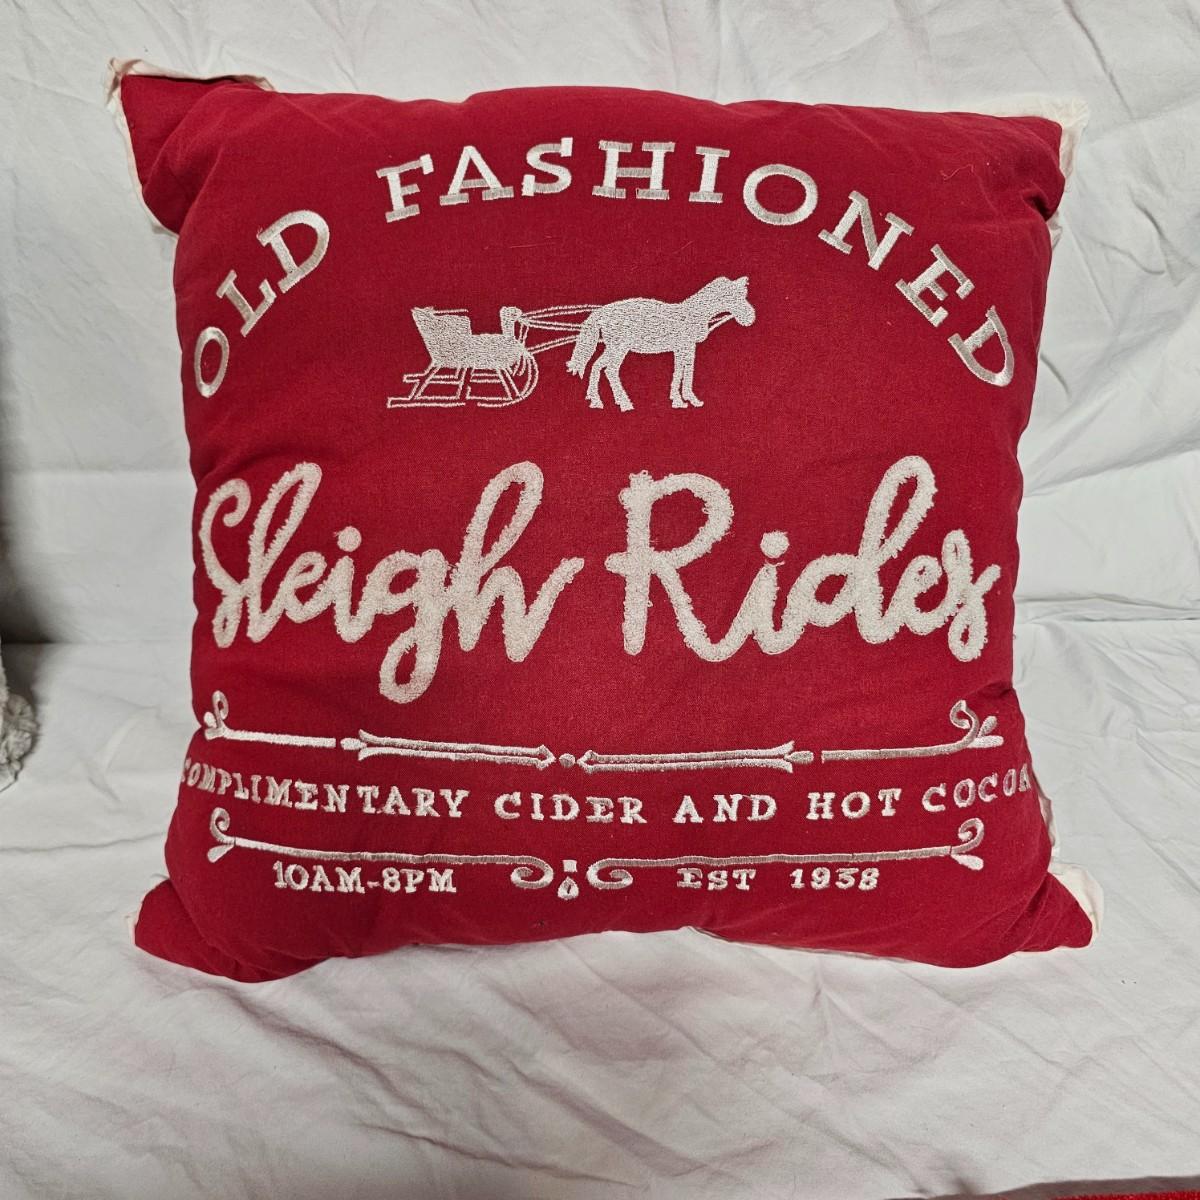 OLD FASHIONED
Sleigh Rides
COMPLIMENTARY CIDER AND HOT COCOA
10AM-8PM EST 1938